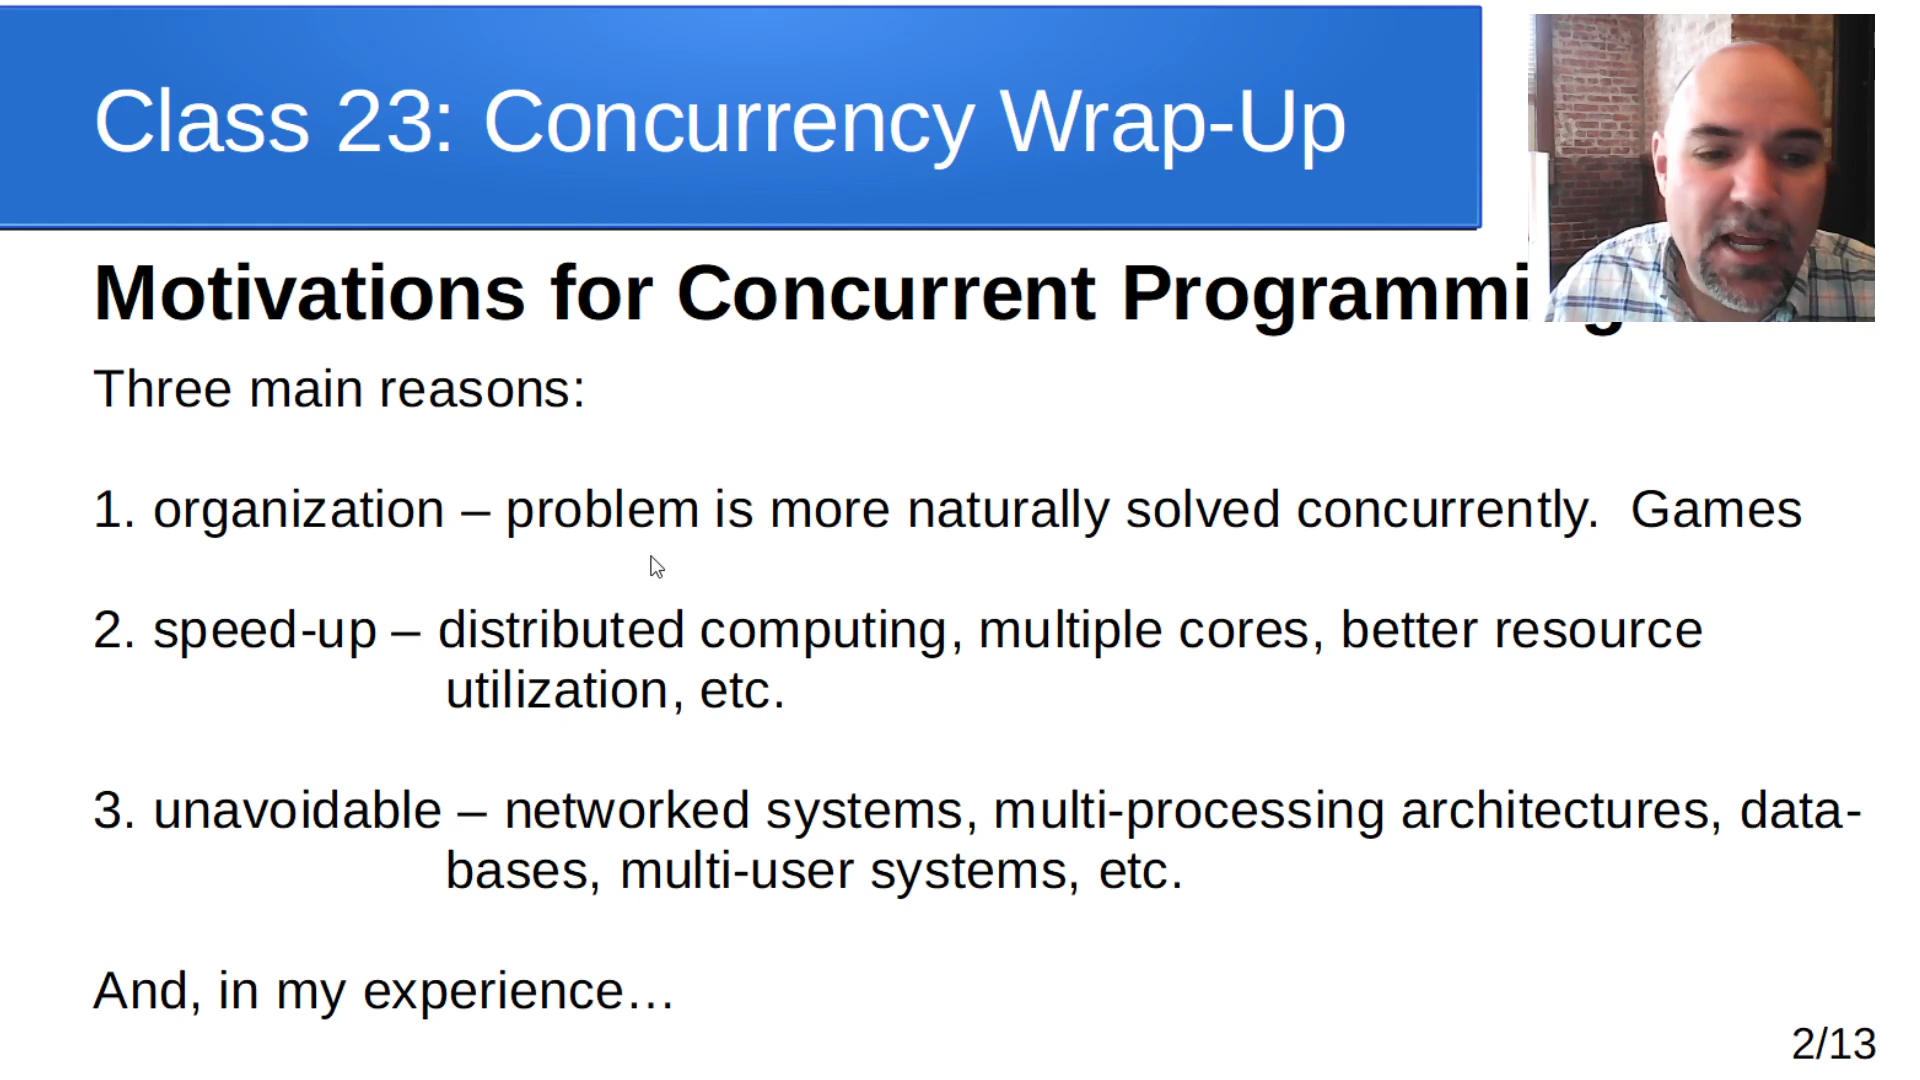 Class 23: Concurrency Wrap-Up
Motivations for Concurrent
Three main reasons:
1. organization – problem is more naturally solved concurrently.  Games
2. speed-up – distributed computing, multiple cores, better resource
utilization, etc.
3. unavoidable – networked systems, multi-processing architectures, data-
bases, multi-user systems, etc.
And, in my experience…
2/13